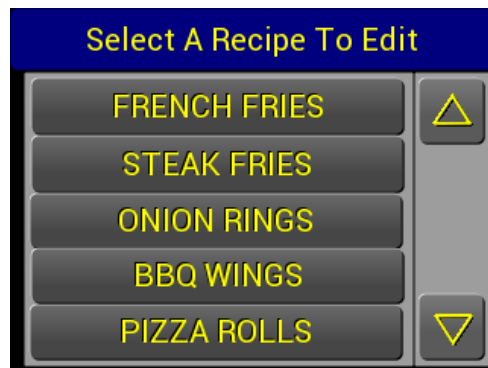 Select A Recipe To Edit
FRENCH FRIES
STEAK FRIES
ONION RINGS
BBQ WINGS
PIZZA ROLLS